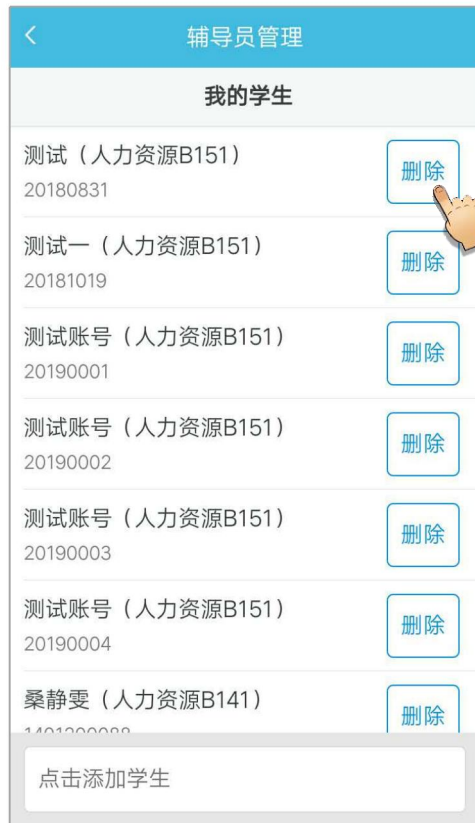 辅导员管理
我的学生
测试（人力资源B151）
删除
20180831
测试一（人力资源B151）
删除
20181019
测试账号（人力资源B151）
删除
20190001
测试账号（人力资源B151）
删除
20190002
测试账号（人力资源B151）
删除
20190003
测试账号（人力资源B151）
删除
20190004
桑静雯（人力资源B141）
删除
点击添加学生